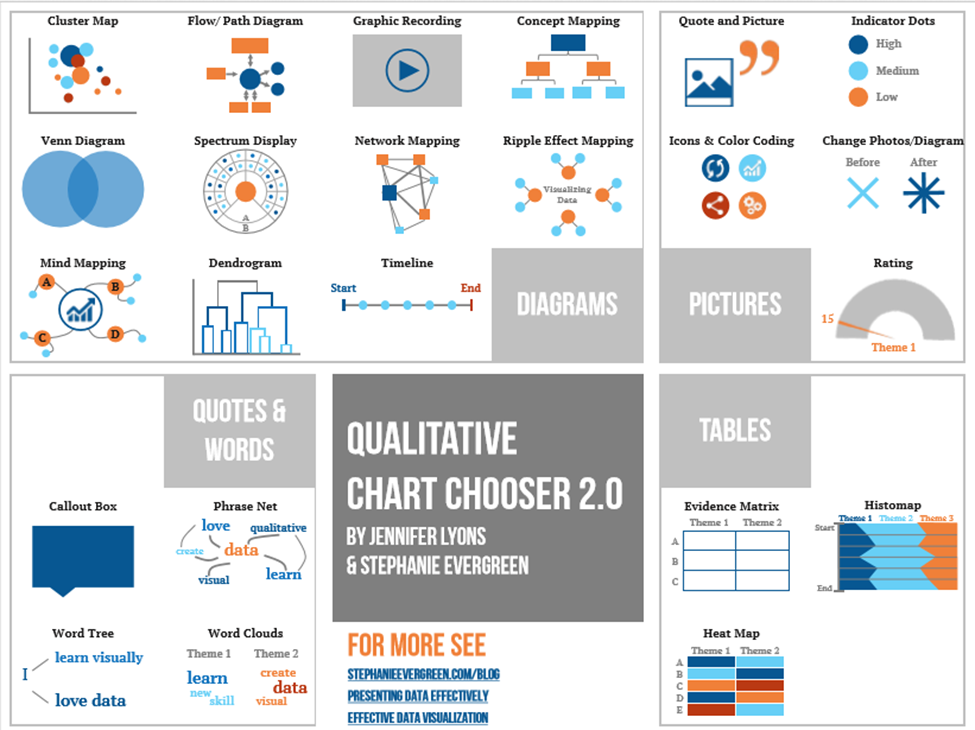 Cluster Map
Flow/ Path Diagram
Graphic Recording
Concept Mapping
Venn Diagram
Spectrum Display
A
B
Network Mapping
Ripple Effect Mapping
Visualizing
Data
Mind Mapping
A
B
C
D
Dendrogram
Timeline
Start
End
DIAGRAMS
Quote and Picture
Indicator Dots
High
Medium
Low
Icons & Color Coding
Change Photos/Diagram
Before
After
PICTURES
Rating
15
Theme 1
QUOTES &
WORDS
Callout Box
Phrase Net
love
qualitative
create
data
visual
learn
Word Tree
I
learn visually
love data
Word Clouds
Theme 1
Theme 2
learn
new
skill
create
data
visual
QUALITATIVE
CHART CHOOSER 2.0
BY JENNIFER LYONS
& STEPHANIE EVERGREEN
FOR MORE SEE
STEPHANIEEVERGREEN.COM/BLOG
PRESENTING DATA EFFECTIVELY
EFFECTIVE DATA VISUALIZATION
TABLES
Evidence Matrix
Theme 1
Theme 2
A
B
C
Histomap
Theme 1
Theme 2
Theme 3
Start
End
Heat Map
Theme 1
Theme 2
A
B
C
D
E